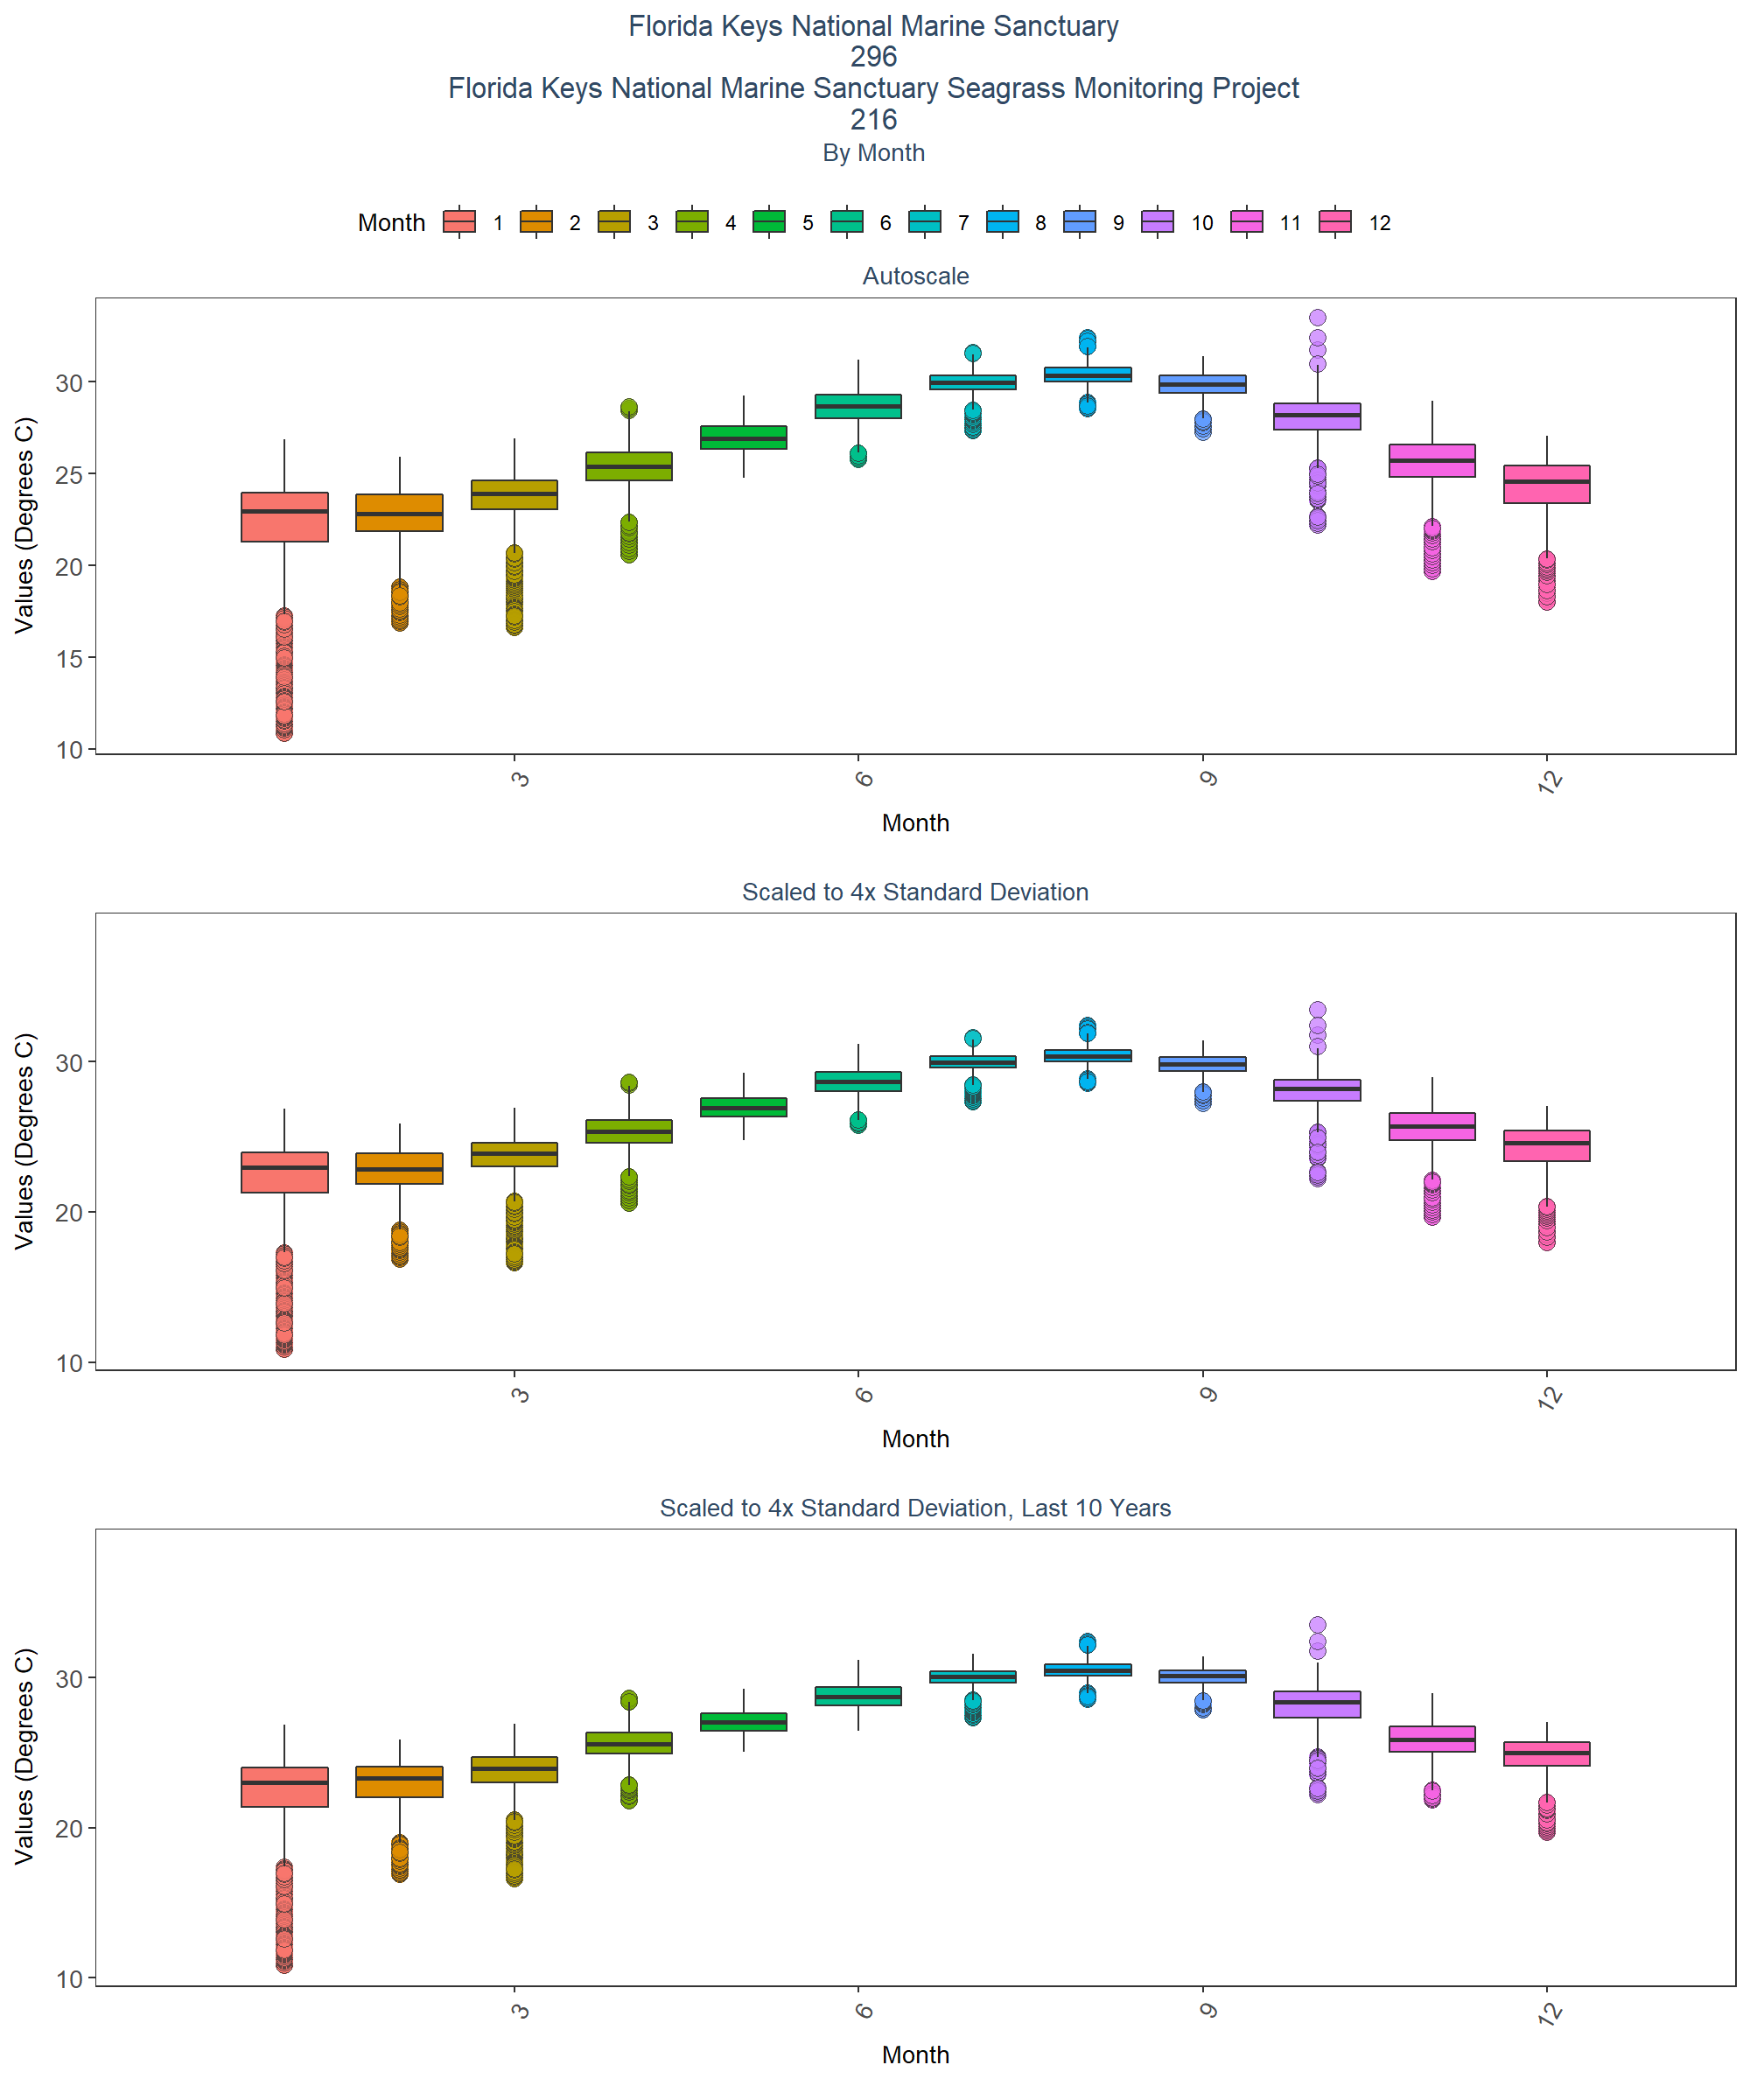 Florida Keys National Marine Sanctuary
296
Florida Keys National Marine Sanctuary Seagrass Monitoring Project
216
By Month
Month 1 2 3 4 5 6 7 8 9 10 11 12
Autoscale
Values (Degrees C)
30
25
20
15
10
3 6 9 12
Month
Scaled to 4x Standard Deviation
Values (Degrees C)
30
20
10
3 6 9 12
Month
Scaled to 4x Standard Deviation, Last 10 Years
Values (Degrees C)
30
20
10
3 6 9 12
Month